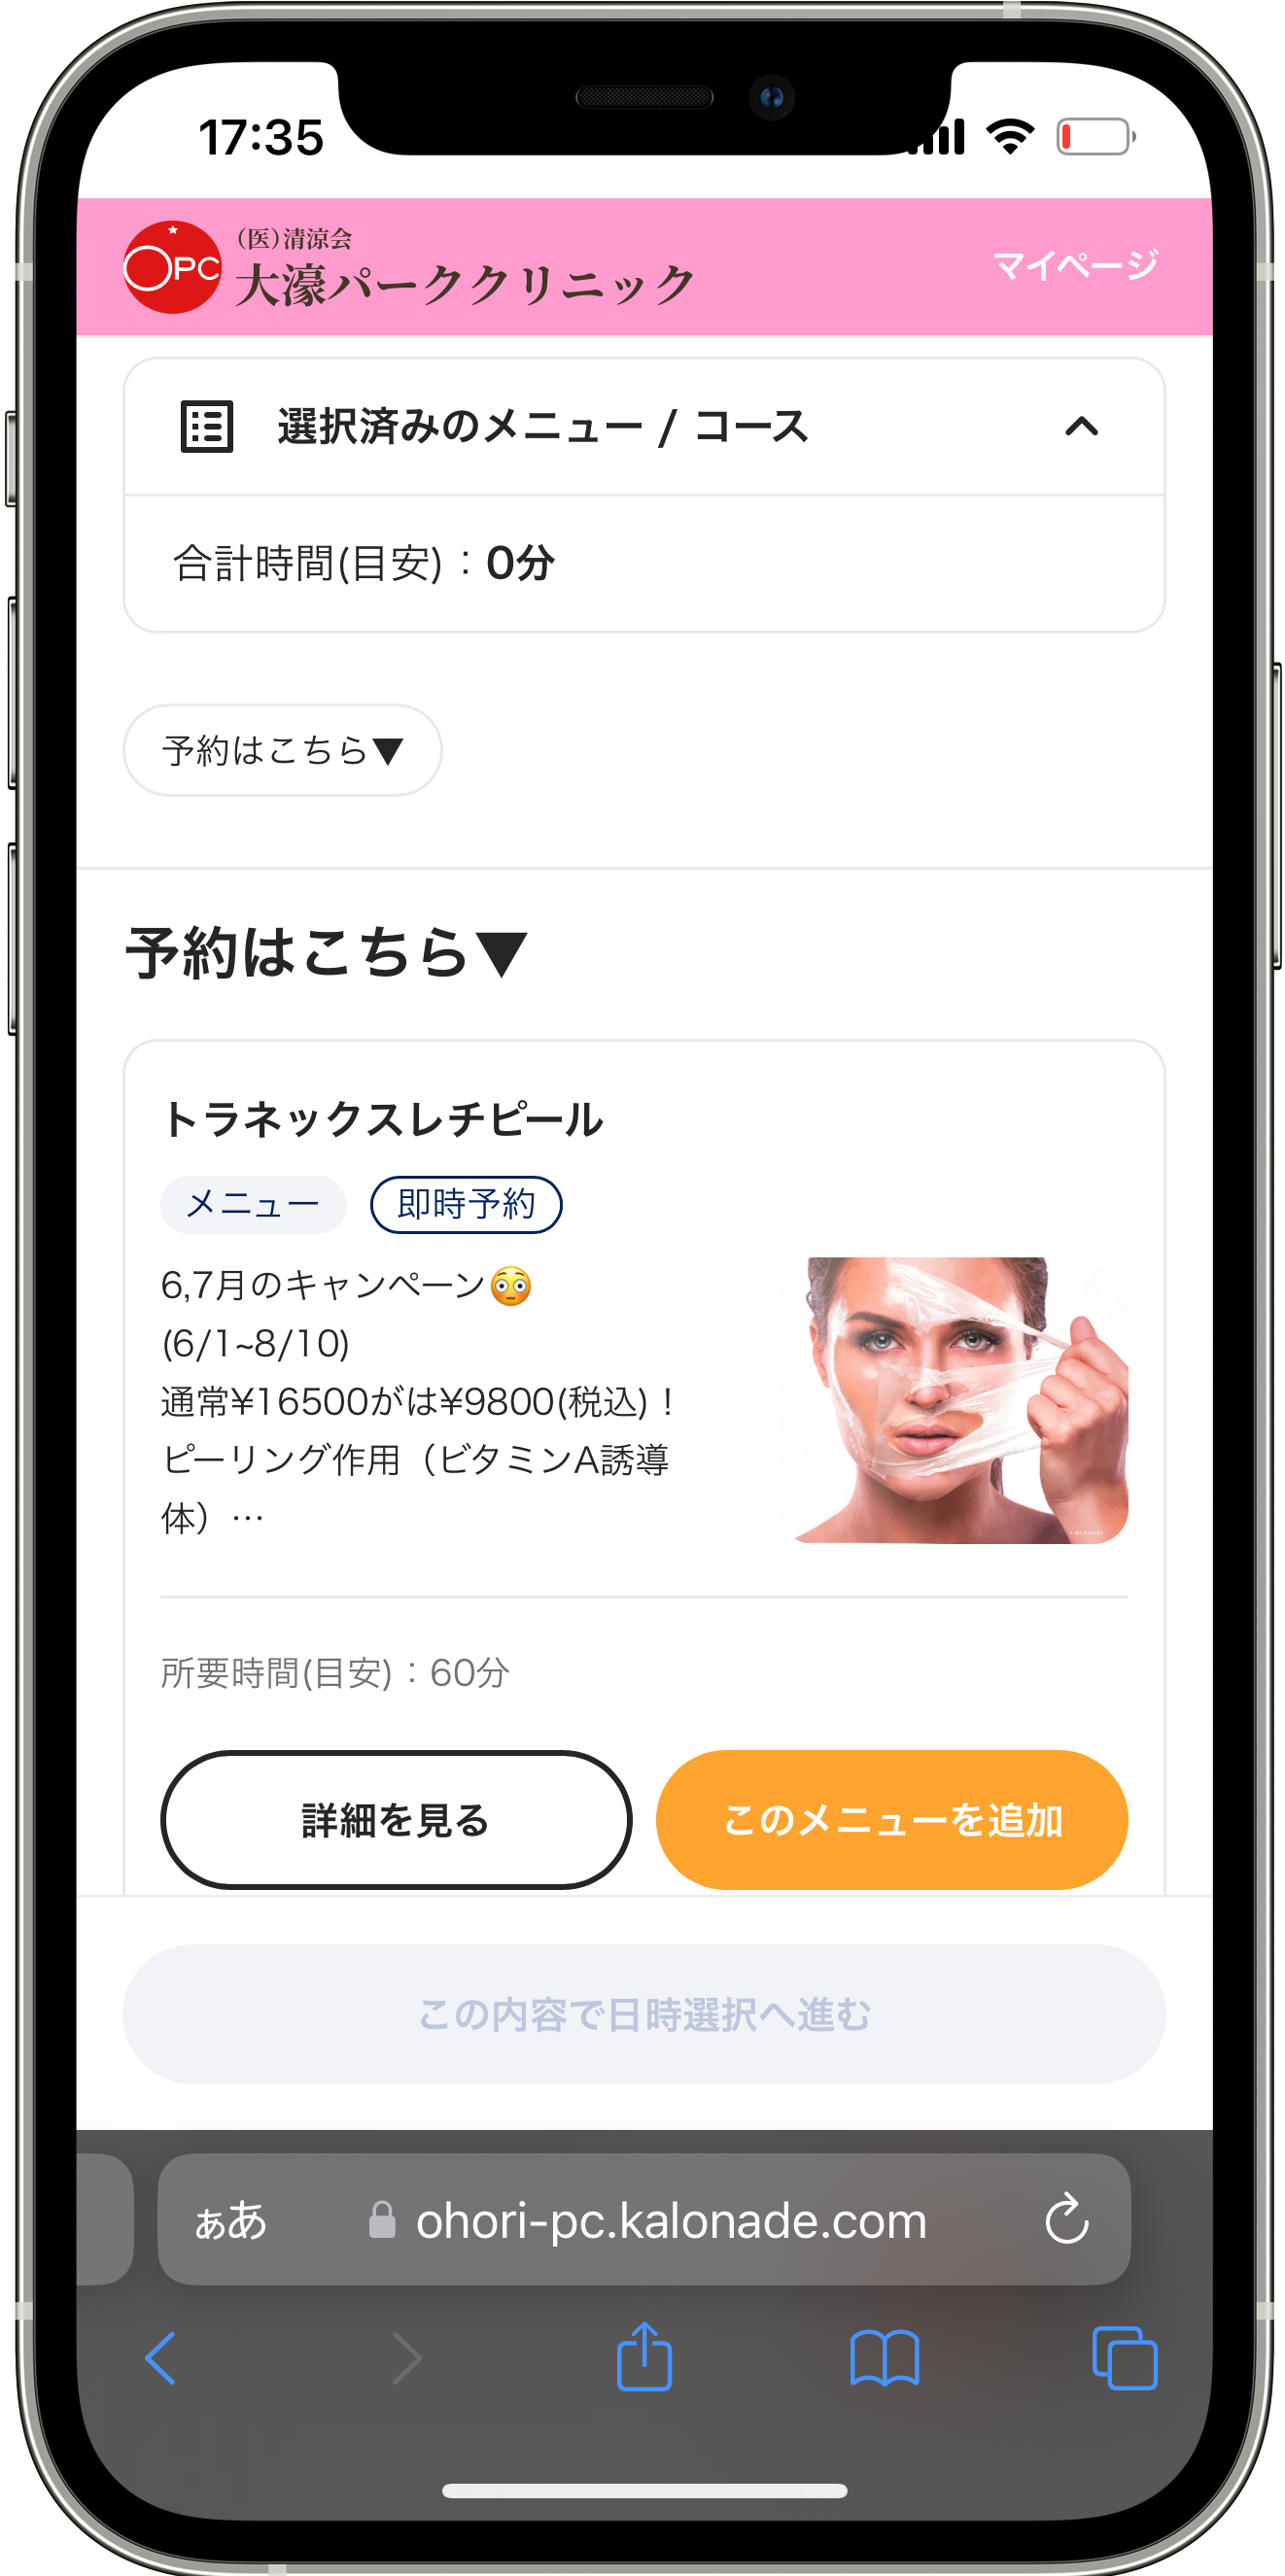 17:35
OPC
(医)清涼会
大濠パーククリニック
マイページ
選択済みのメニュー / コース
合計時間(目安)：0分
予約はこちら▼
予約はこちら▼
トラネックスレチピール
メニュー
即時予約
6,7月のキャンペーン😳
(6/1~8/10)
通常¥16500がは¥9800(税込)！
ピーリング作用（ビタミンA誘導
体）…
所要時間(目安)：60分
詳細を見る
このメニューを追加
この内容で日時選択へ進む
ぁあ
ohori-pc.kalonade.com